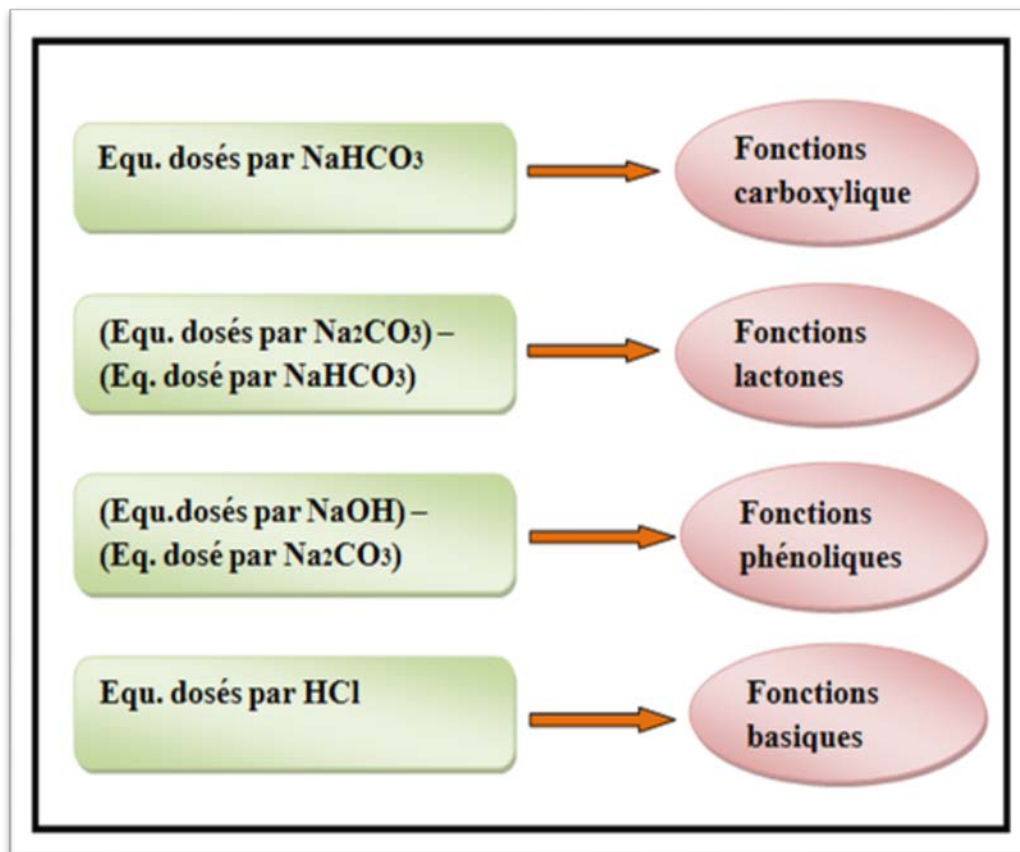 Equ. dosés par NaHCO₃
Fonctions
carboxylique
(Equ. dosés par Na₂CO₃) –
(Eq. dosé par NaHCO₃)
Fonctions
lactones
(Equ.dosés par NaOH) –
(Eq. dosé par Na₂CO₃)
Fonctions
phénoliques
Equ. dosés par HCl
Fonctions
basiques